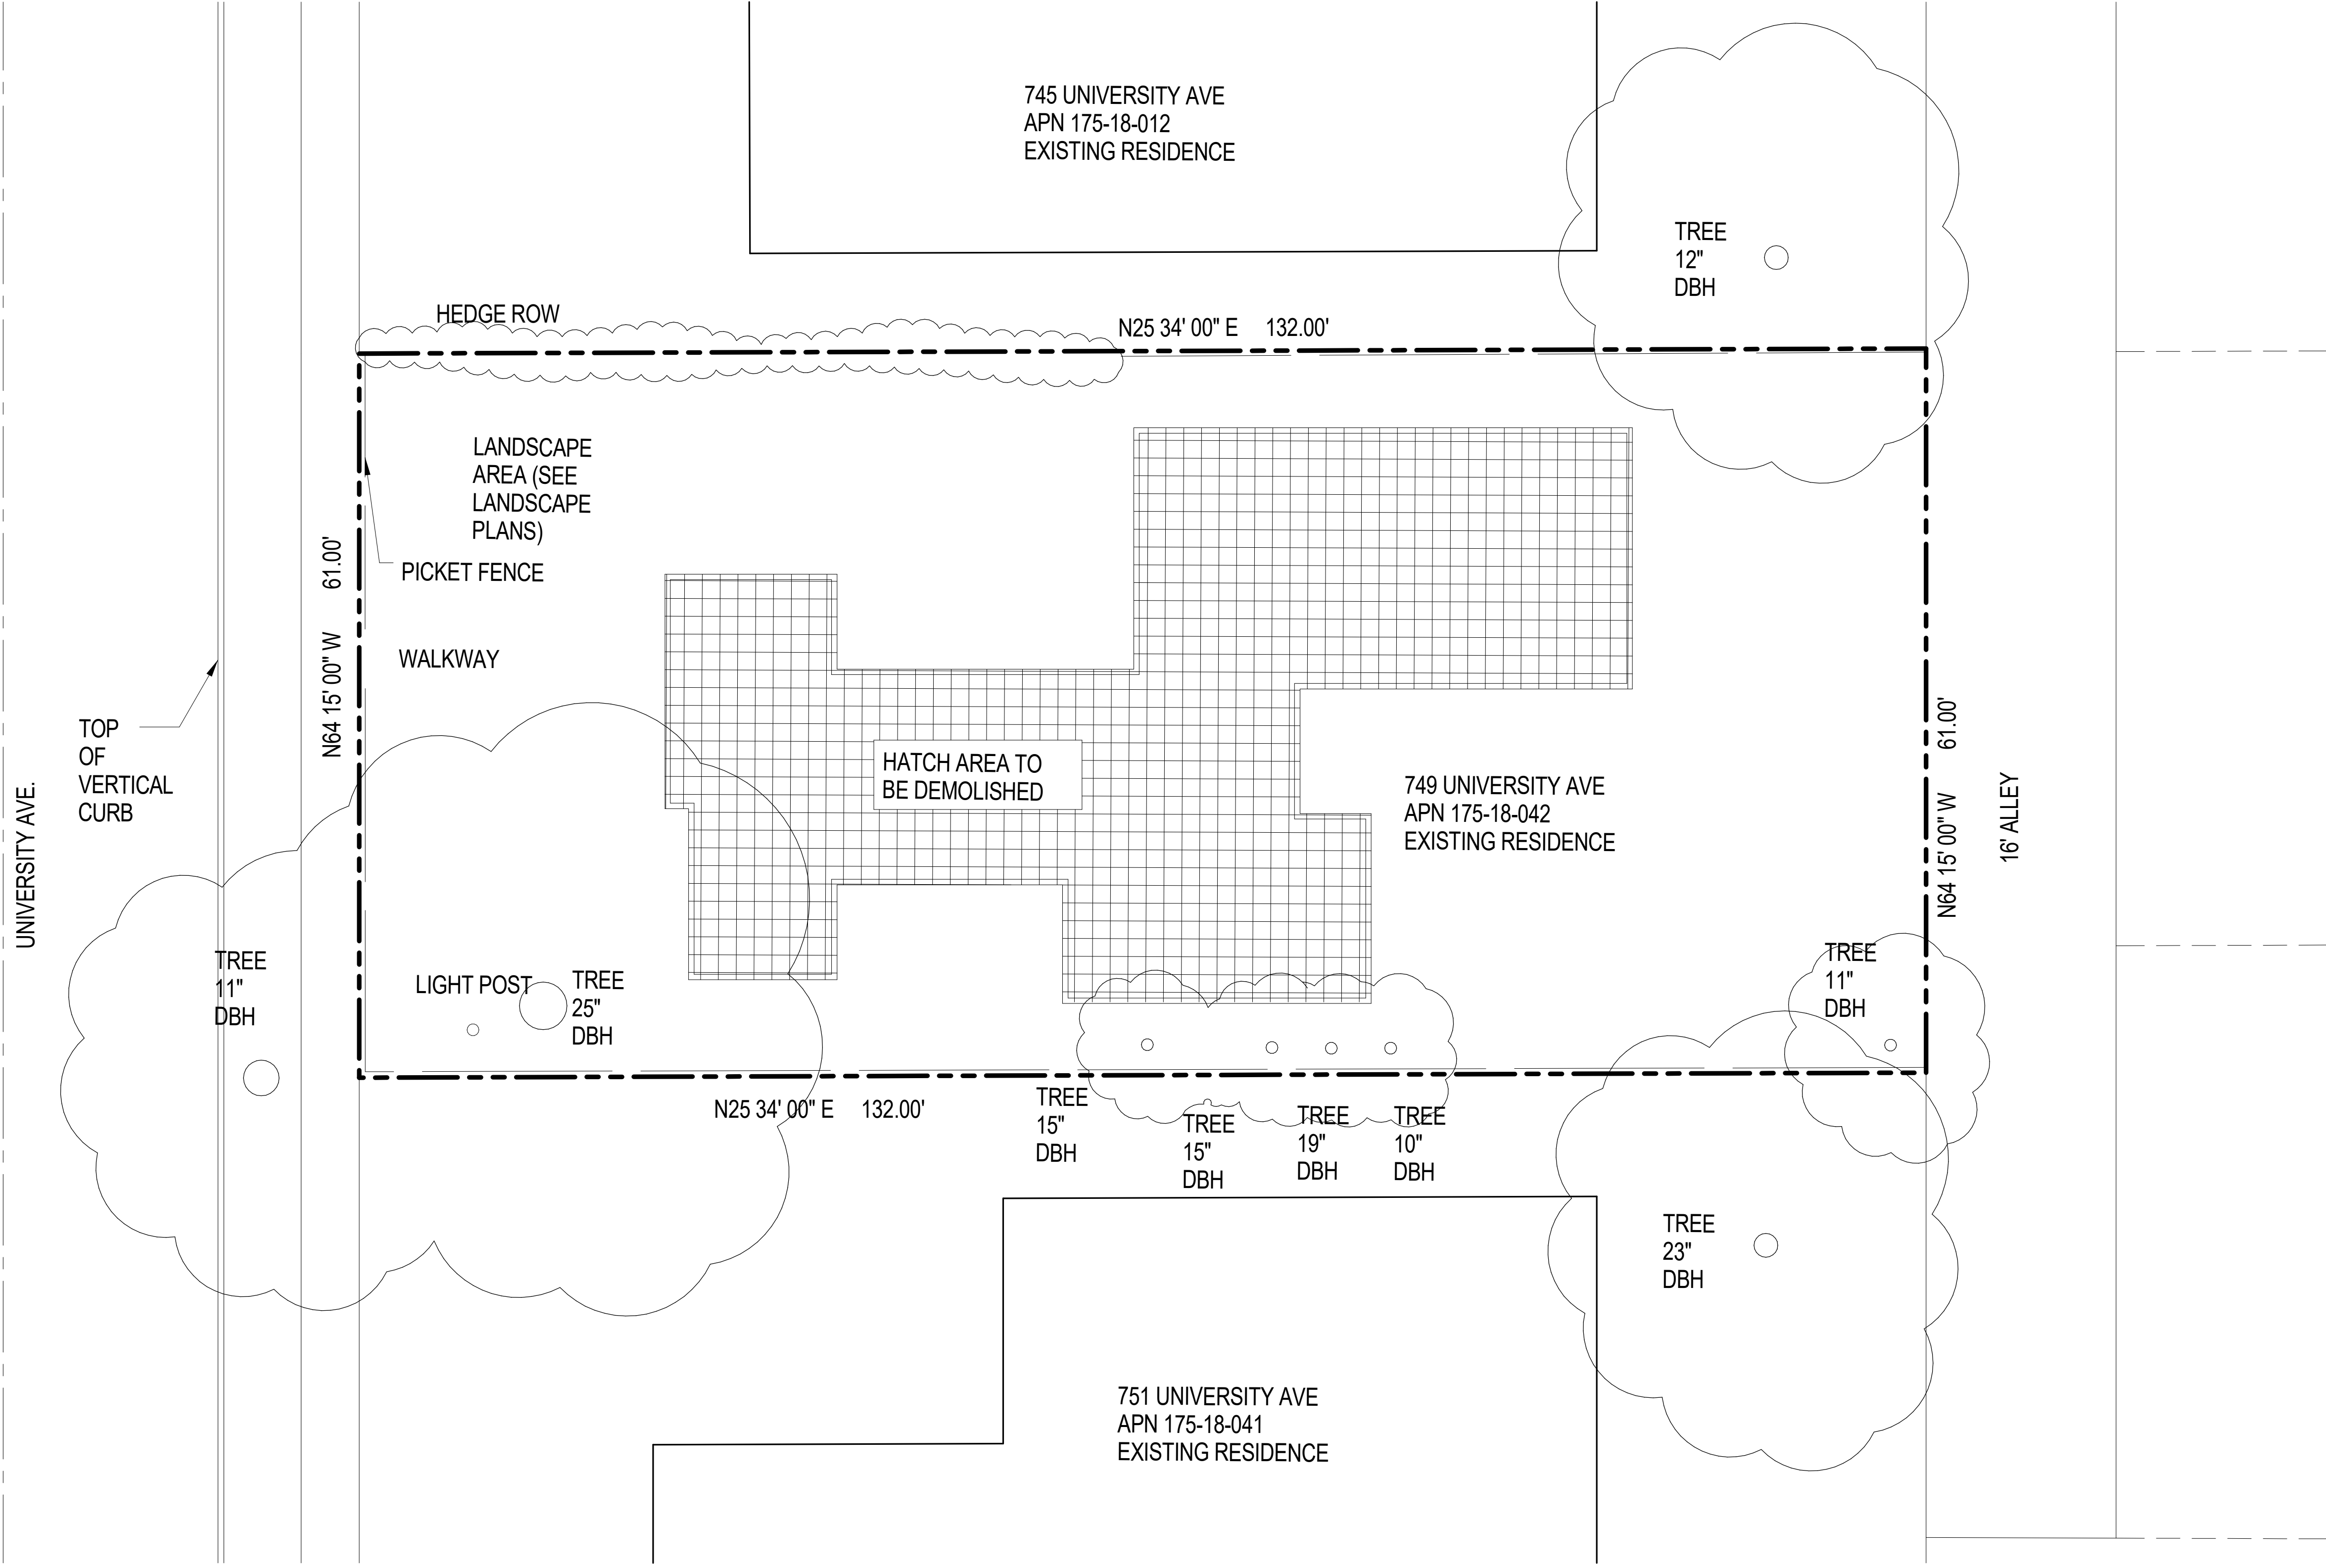 745 UNIVERSITY AVE
APN 175-18-012
EXISTING RESIDENCE
TREE
12"
DBH
HEDGE ROW
N25 34' 00" E 132.00'
LANDSCAPE
AREA (SEE
LANDSCAPE
PLANS)
PICKET FENCE
N64 15' 00" W 61.00'
WALKWAY
TOP
OF
VERTICAL
CURB
UNIVERSITY AVE.
HATCH AREA TO
BE DEMOLISHED
749 UNIVERSITY AVE
APN 175-18-042
EXISTING RESIDENCE
N64 15' 00" W 61.00'
16' ALLEY
TREE
11"
DBH
LIGHT POST
TREE
25"
DBH
TREE
11"
DBH
N25 34' 00" E 132.00'
TREE
15"
DBH
TREE
15"
DBH
TREE
19"
DBH
TREE
10"
DBH
TREE
23"
DBH
751 UNIVERSITY AVE
APN 175-18-041
EXISTING RESIDENCE